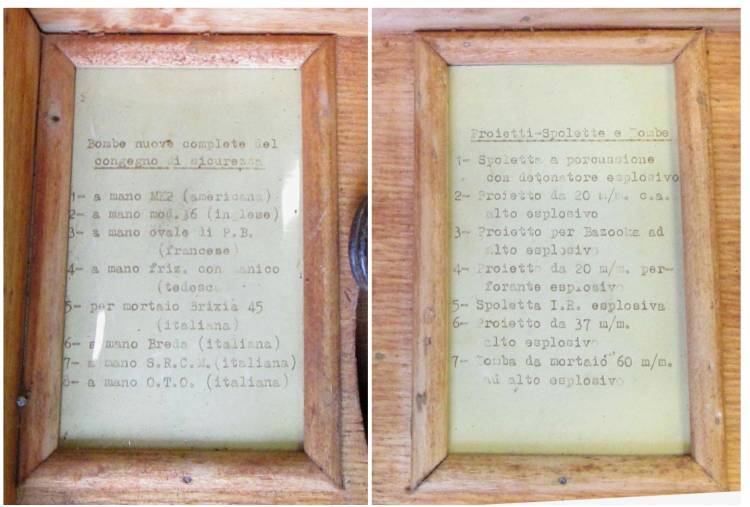 Bombe nuove complete del
congegno di sicurezza
1- a mano MK2 (americana)
2- a mano mod.36 (inglese)
3- a mano ovale di P.B.
(francese)
4- a mano friz. con manico
(tedesca
5- per mortaio Brixia 45
(italiana)
6- a mano Breda (italiana)
7- a mano S.R.C.M.(italiana)
8- a mano O.T.O. (italiana)
Proietti-Spolette e Bombe
1- Spoletta a percussione
con detonatore esplosivo
2- Proietto da 20 m/m. c.a.
alto esplosivo
3- Proietto per Bazooka ad
alto esplosivo
4- Proietto da 20 m/m. per-
forante esplosivo
5- Spoletta I.R. esplosiva
6- Proietto da 37 m/m.
alto esplosivo
7- Bomba da mortaio 60 m/m.
ad alto esplosivo